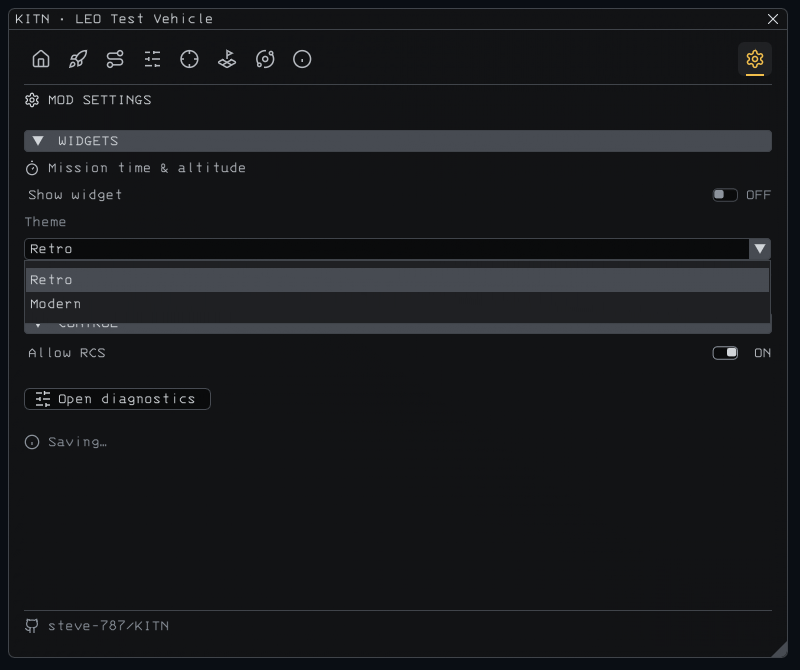 KITN · LEO Test Vehicle
MOD SETTINGS
▼ WIDGETS
Mission time & altitude
Show widget OFF
Theme
Retro ▼
Retro
Modern
▼ CONTROL
Allow RCS ON
Open diagnostics
Saving…
steve-787/KITN